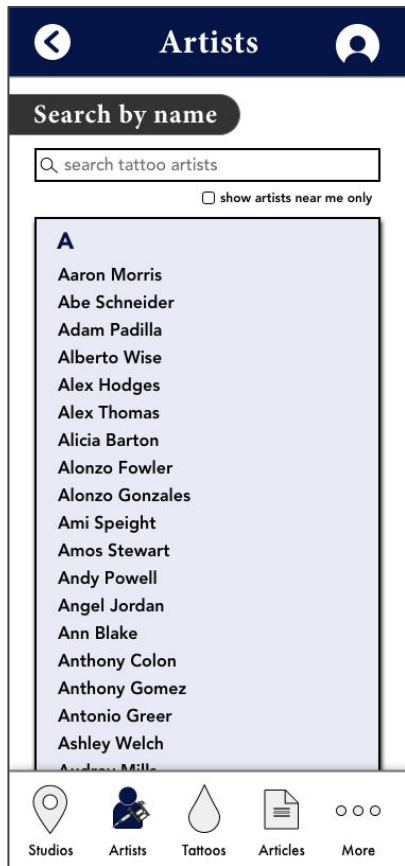 Artists
Search by name
search tattoo artists
show artists near me only
A
Aaron Morris
Abe Schneider
Adam Padilla
Alberto Wise
Alex Hodges
Alex Thomas
Alicia Barton
Alonzo Fowler
Alonzo Gonzales
Ami Speight
Amos Stewart
Andy Powell
Angel Jordan
Ann Blake
Anthony Colon
Anthony Gomez
Antonio Greer
Ashley Welch
Audrey Mills
Studios Artists Tattoos Articles More